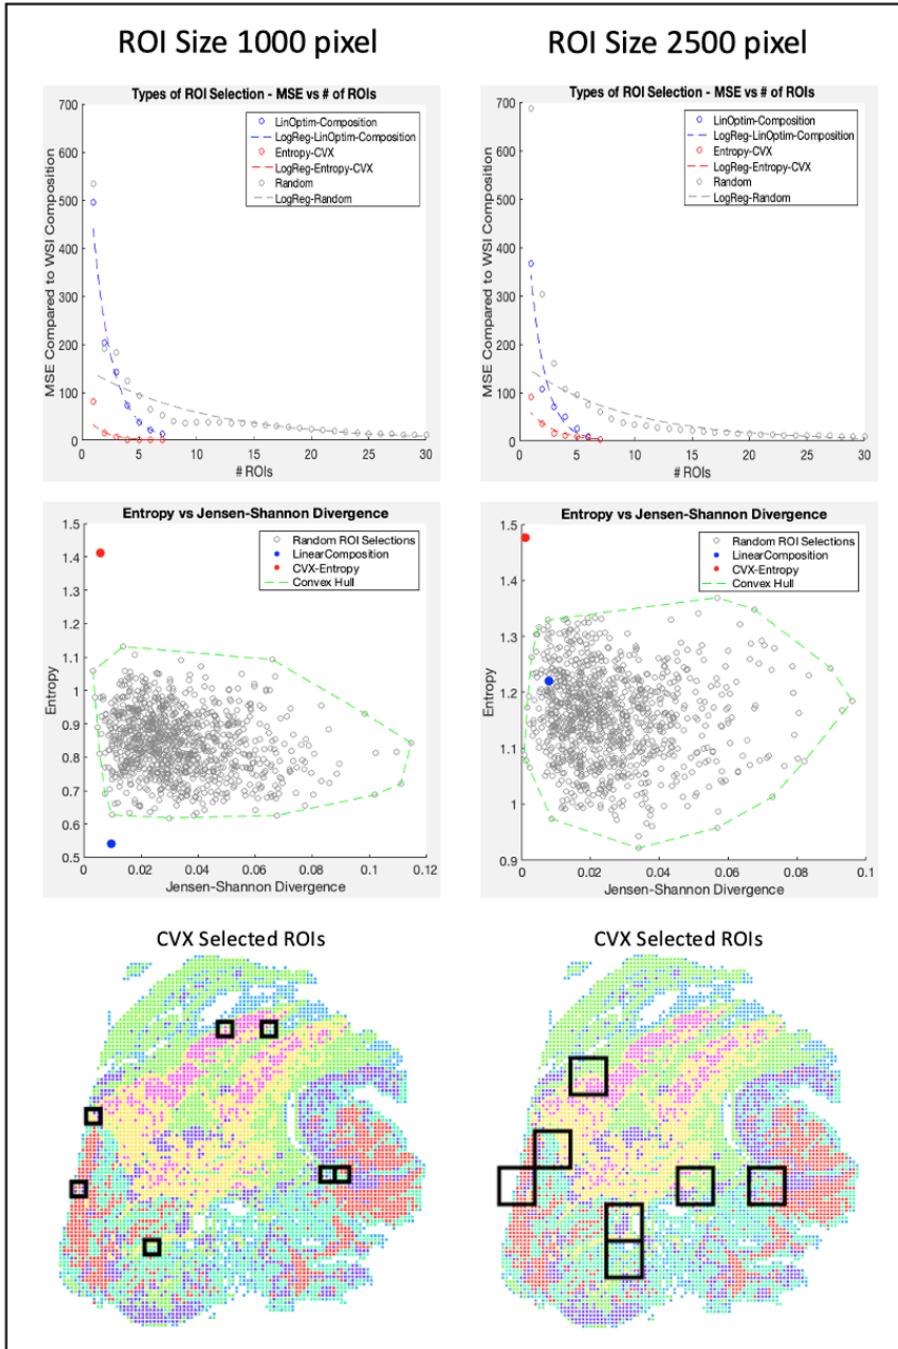 ROI Size 1000 pixel
ROI Size 2500 pixel
Types of ROI Selection - MSE vs # of ROIs
700
600
500
400
300
200
100
0
MSE Compared to WSI Composition
LinOptim-Composition
LogReg-LinOptim-Composition
Entropy-CVX
LogReg-Entropy-CVX
Random
LogReg-Random
0 5 10 15 20 25 30
# ROIs
Types of ROI Selection - MSE vs # of ROIs
700
600
500
400
300
200
100
0
MSE Compared to WSI Composition
LinOptim-Composition
LogReg-LinOptim-Composition
Entropy-CVX
LogReg-Entropy-CVX
Random
LogReg-Random
0 5 10 15 20 25 30
# ROIs
Entropy vs Jensen-Shannon Divergence
1.5
1.4
1.3
1.2
1.1
1
0.9
0.8
0.7
0.6
0.5
Entropy
Random ROI Selections
LinearComposition
CVX-Entropy
Convex Hull
0 0.02 0.04 0.06 0.08 0.1 0.12
Jensen-Shannon Divergence
Entropy vs Jensen-Shannon Divergence
1.5
1.4
1.3
1.2
1.1
1
0.9
Entropy
Random ROI Selections
LinearComposition
CVX-Entropy
Convex Hull
0 0.02 0.04 0.06 0.08 0.1
Jensen-Shannon Divergence
CVX Selected ROIs
CVX Selected ROIs